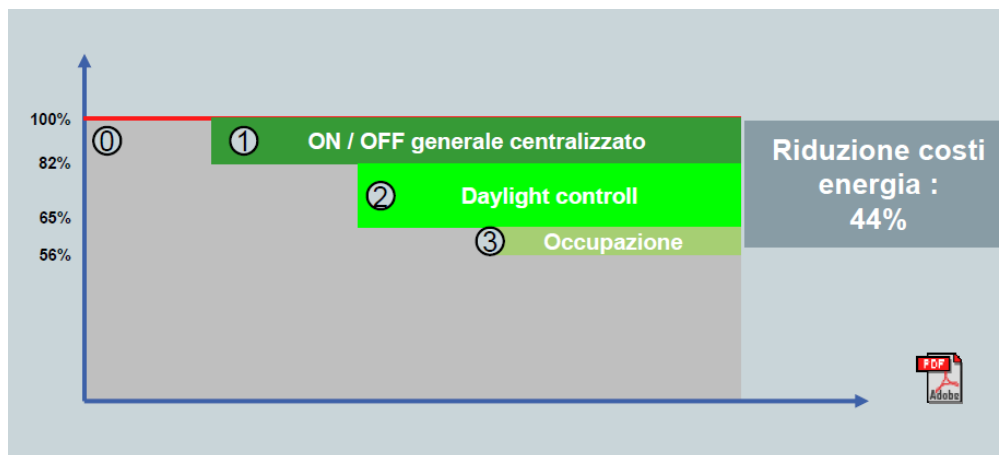 100%
0
1
ON / OFF generale centralizzato
82%
2
Daylight controll
65%
3
Occupazione
56%
Riduzione costi
energia :
44%
PDF
Adobe